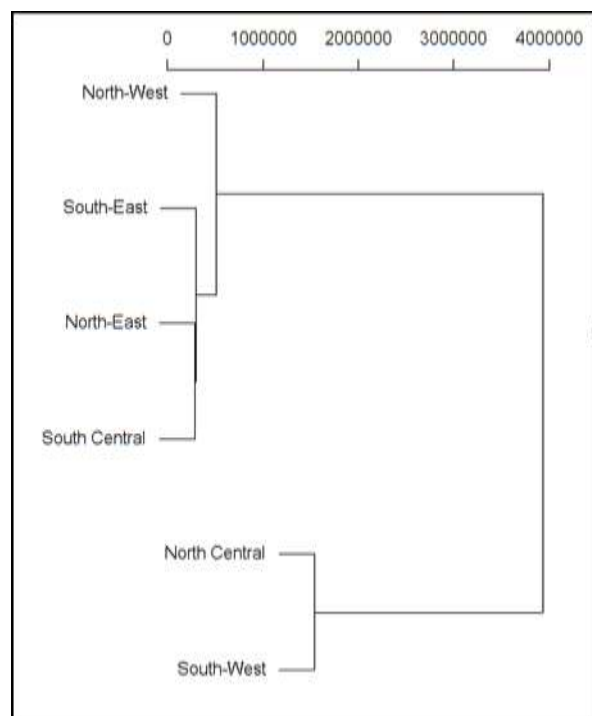 0 1000000 2000000 3000000 4000000
North-West
South-East
North-East
South Central
North Central
South-West